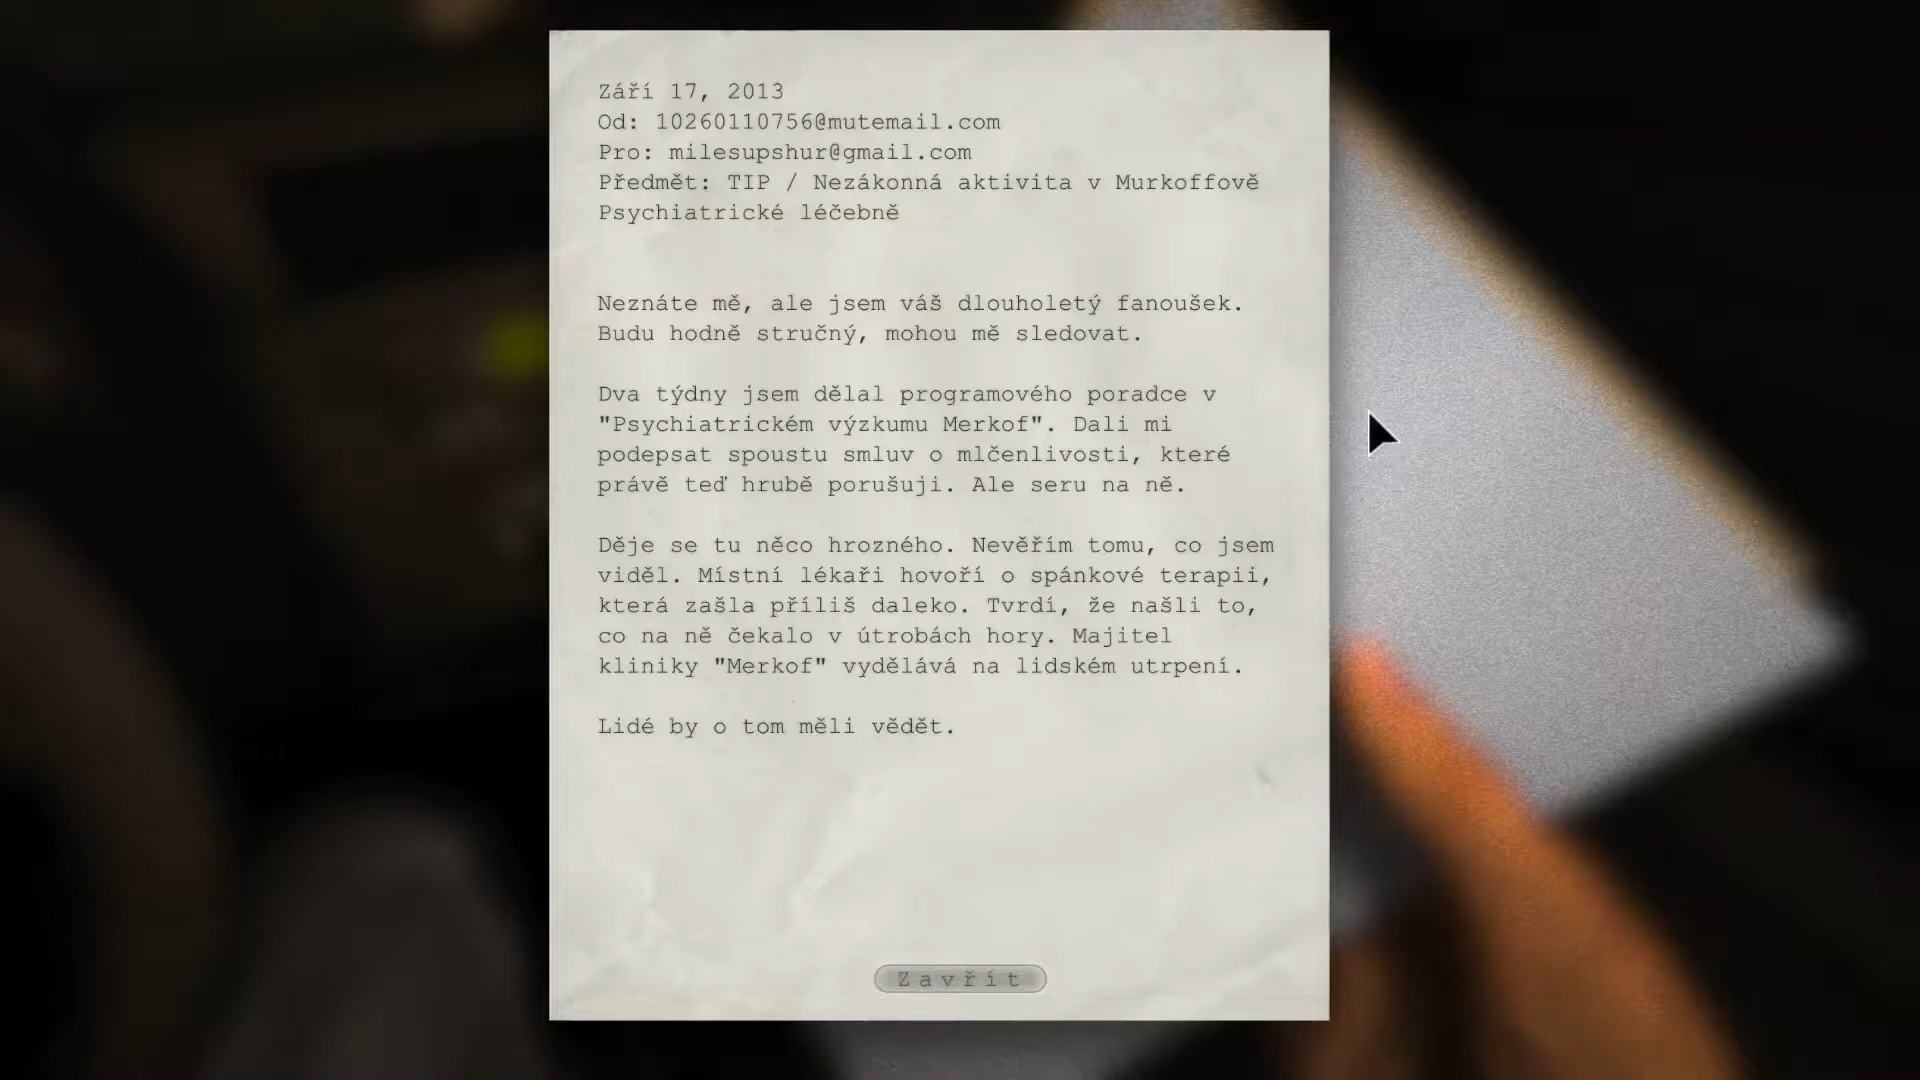 Září 17, 2013
Od: 10260110756@mutemail.com
Pro: milesupshur@gmail.com
Předmět: TIP / Nezákonná aktivita v Murkoffově
Psychiatrické léčebně
Neznáte mě, ale jsem váš dlouholetý fanoušek.
Budu hodně stručný, mohou mě sledovat.
Dva týdny jsem dělal programového poradce v
"Psychiatrickém výzkumu Merkof". Dali mi
podepsat spoustu smluv o mlčenlivosti, které
právě teď hrubě porušuji. Ale seru na ně.
Děje se tu něco hrozného. Nevěřím tomu, co jsem
viděl. Místní lékaři hovoří o spánkové terapii,
která zašla příliš daleko. Tvrdí, že našli to,
co na ně čekalo v útrobách hory. Majitel
kliniky "Merkof" vydělává na lidském utrpení.
Lidé by o tom měli vědět.
Zavřít